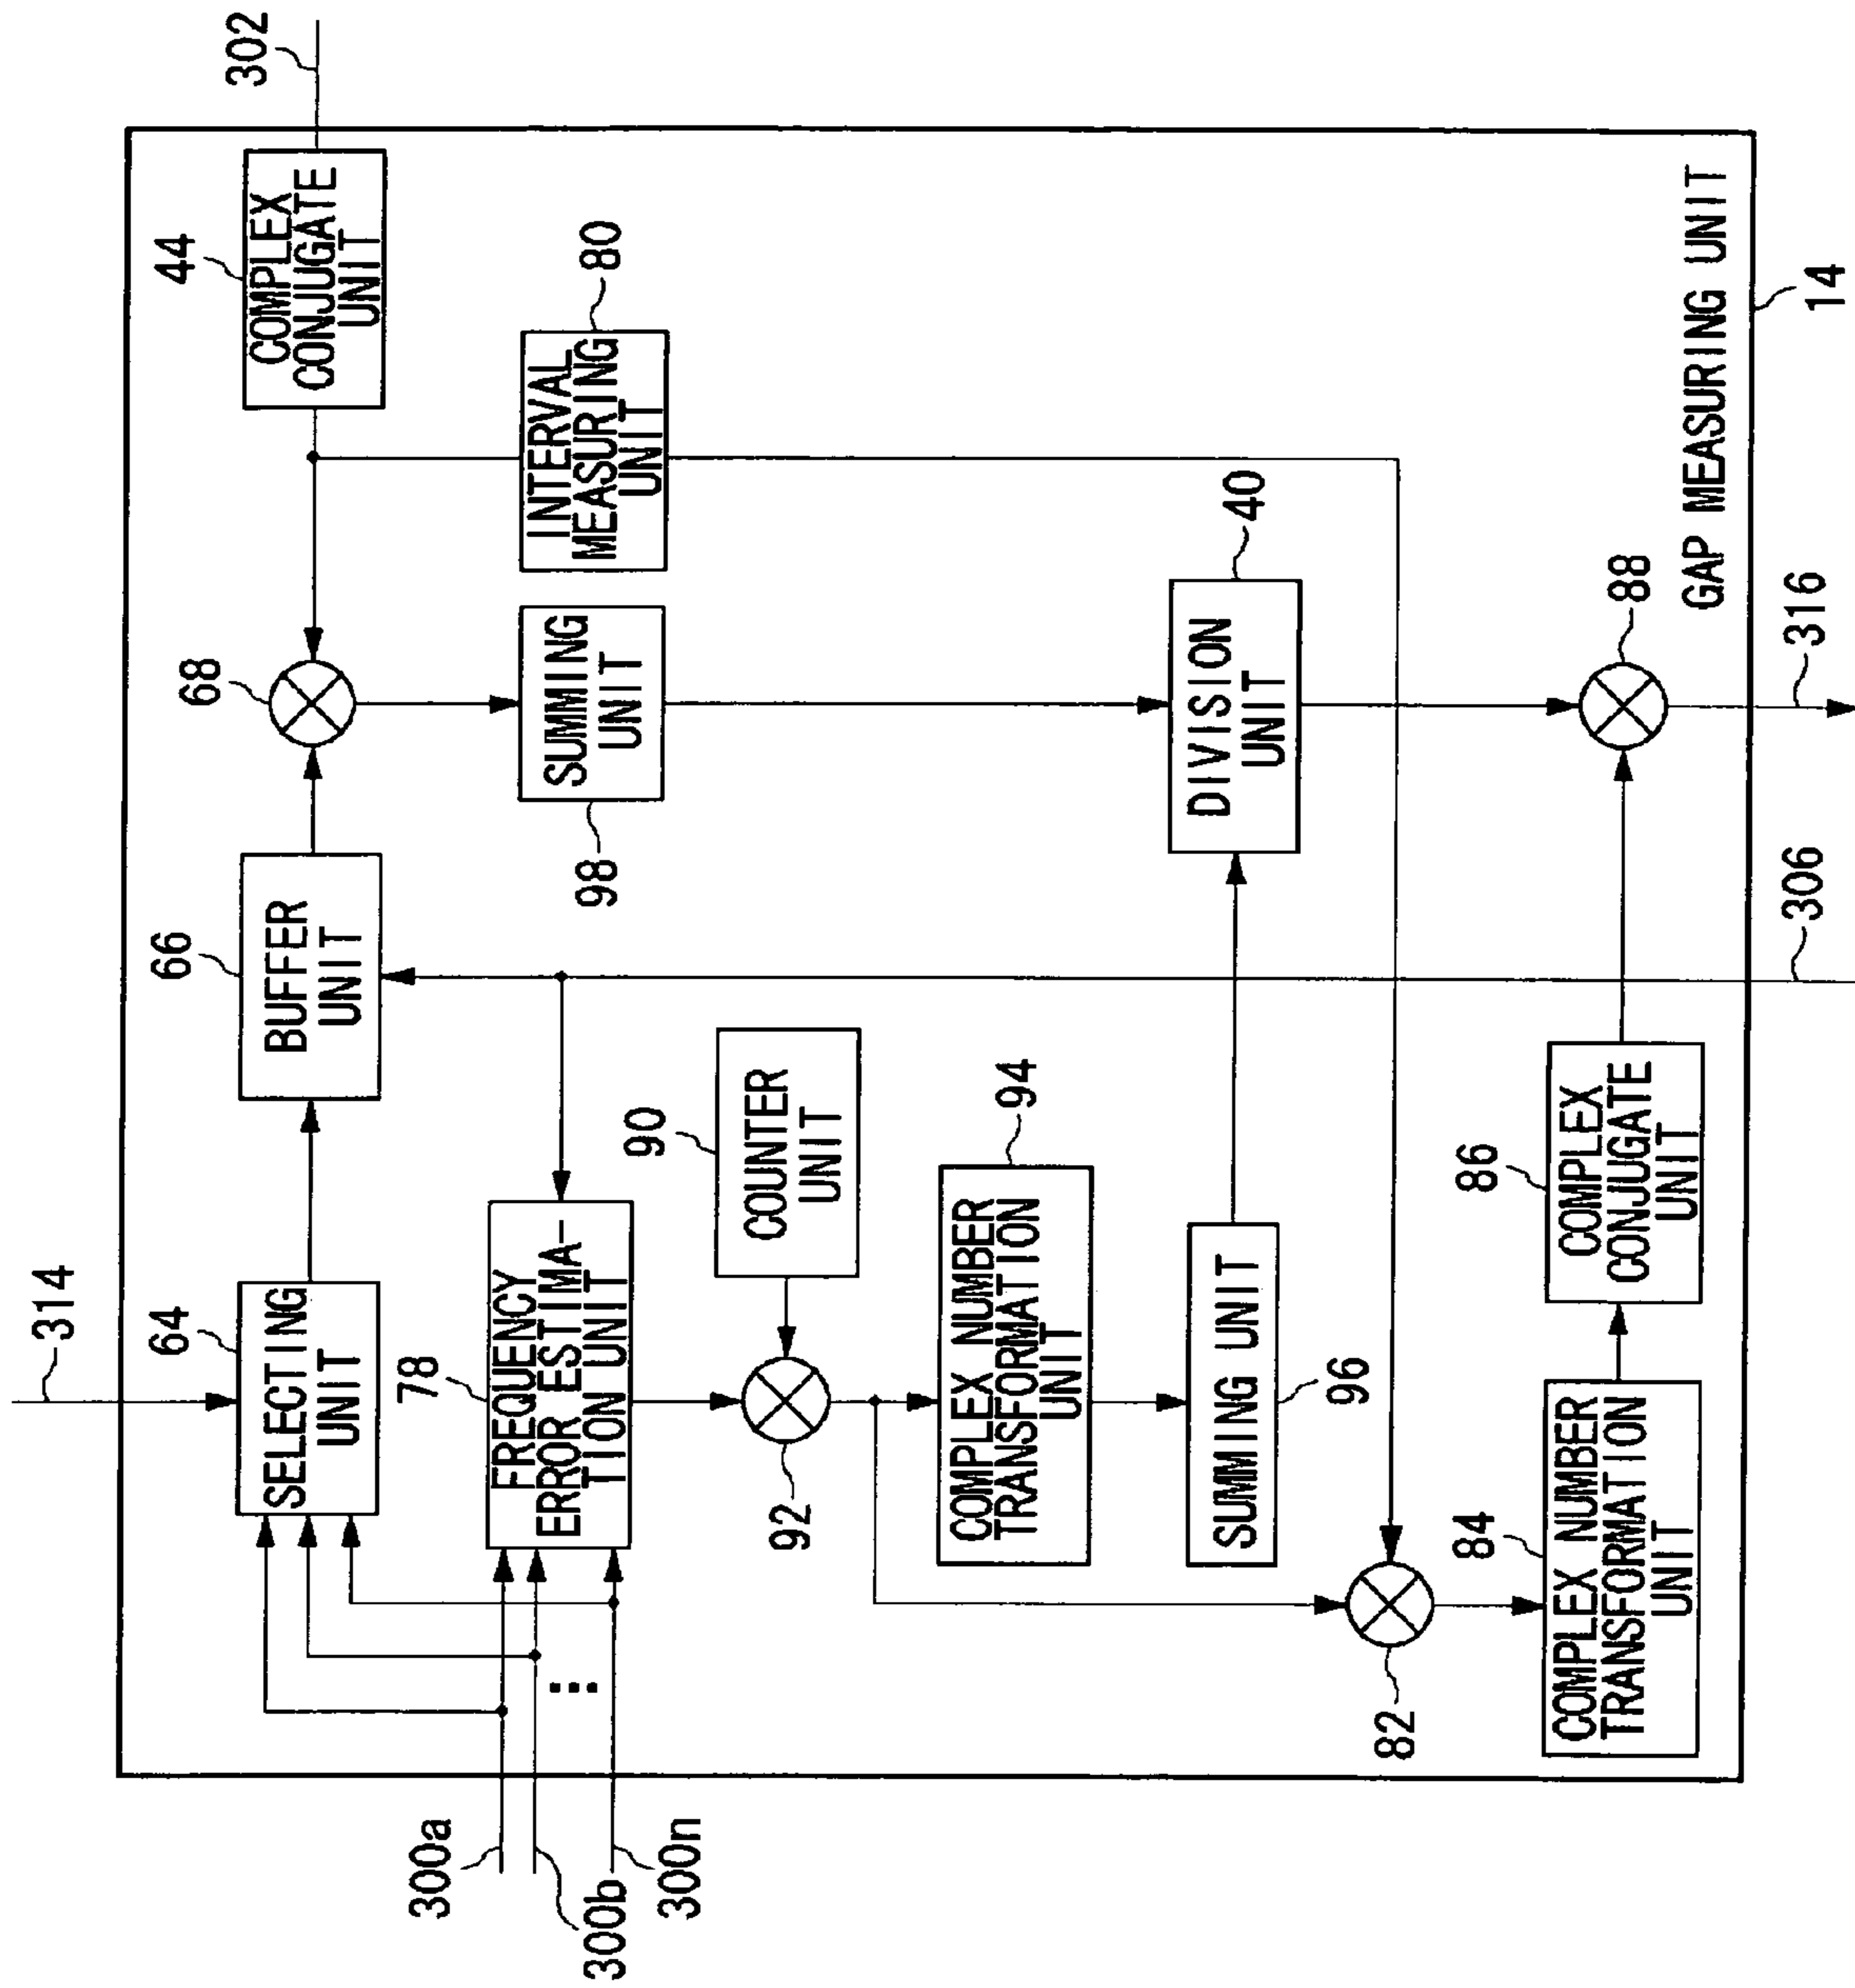 314
64
SELECTING
UNIT
66
BUFFER
UNIT
68
44
COMPLEX
CONJUGATE
UNIT
302
300a
300b
300n
78
FREQUENCY
ERROR ESTIMA-
TION UNIT
98
SUMMING
UNIT
80
INTERVAL
MEASURING
UNIT
90
COUNTER
UNIT
92
94
COMPLEX NUMBER
TRANSFORMATION
UNIT
96
SUMMING UNIT
40
DIVISION
UNIT
82
84
COMPLEX NUMBER
TRANSFORMATION
UNIT
86
COMPLEX
CONJUGATE
UNIT
88
GAP MEASURING UNIT
306
316
14